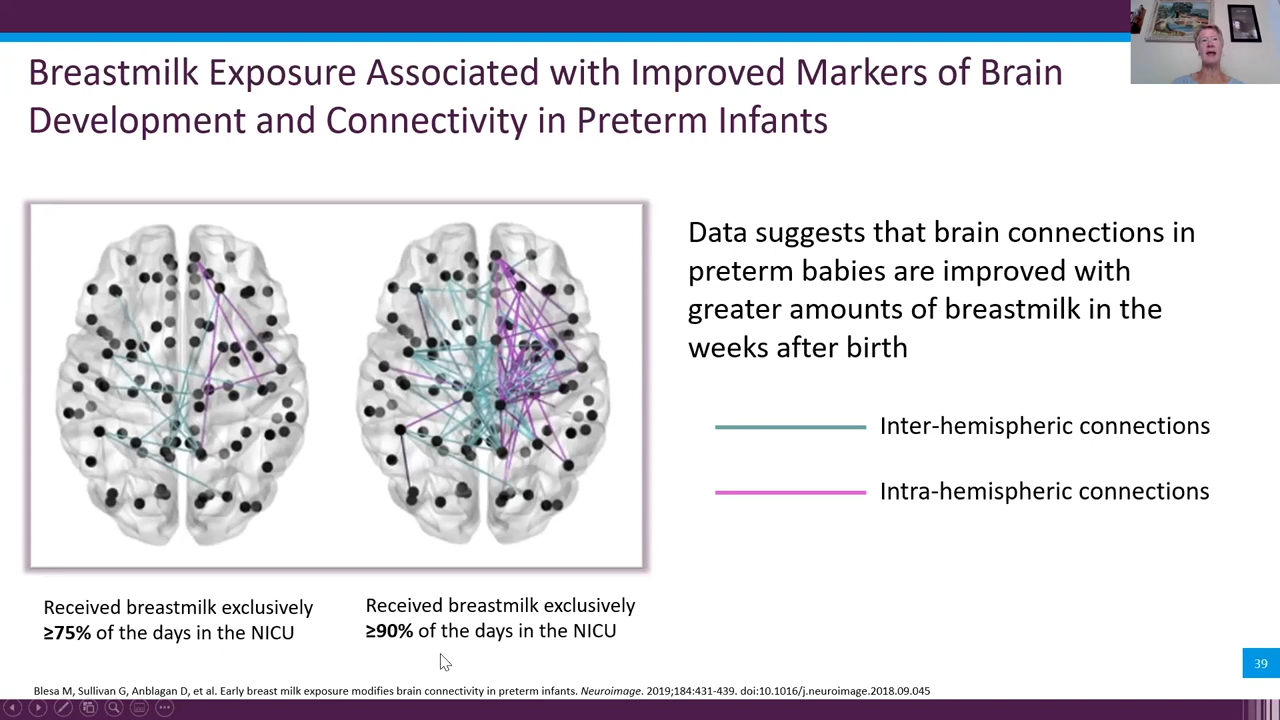 Breastmilk Exposure Associated with Improved Markers of Brain
Development and Connectivity in Preterm Infants
Data suggests that brain connections in
preterm babies are improved with
greater amounts of breastmilk in the
weeks after birth
Inter-hemispheric connections
Intra-hemispheric connections
Received breastmilk exclusively
≥75% of the days in the NICU
Received breastmilk exclusively
≥90% of the days in the NICU
39
Blesa M, Sullivan G, Anblagan D, et al. Early breast milk exposure modifies brain connectivity in preterm infants. Neuroimage. 2019;184:431-439. doi:10.1016/j.neuroimage.2018.09.045